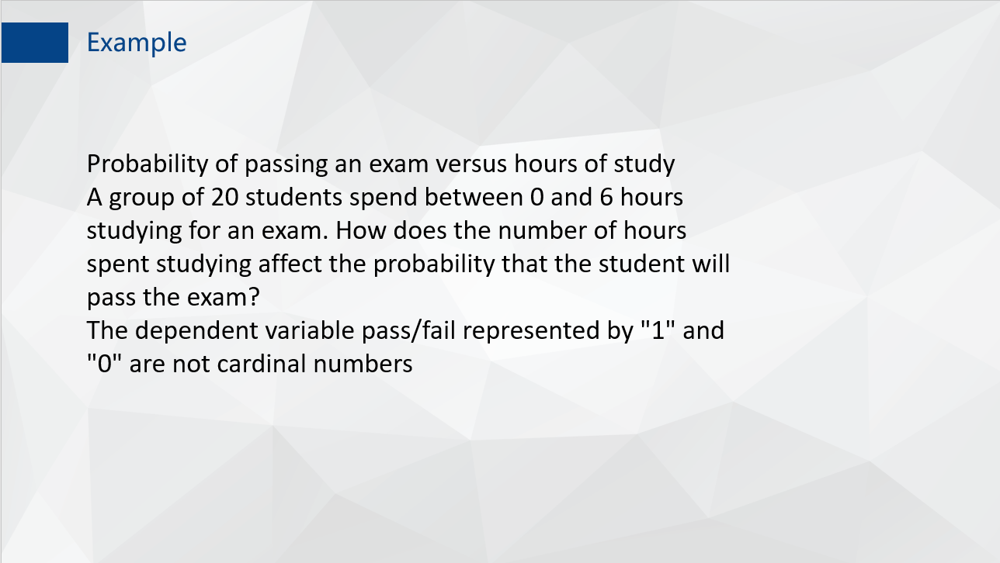 Example
Probability of passing an exam versus hours of study
A group of 20 students spend between 0 and 6 hours
studying for an exam. How does the number of hours
spent studying affect the probability that the student will
pass the exam?
The dependent variable pass/fail represented by "1" and
"0" are not cardinal numbers